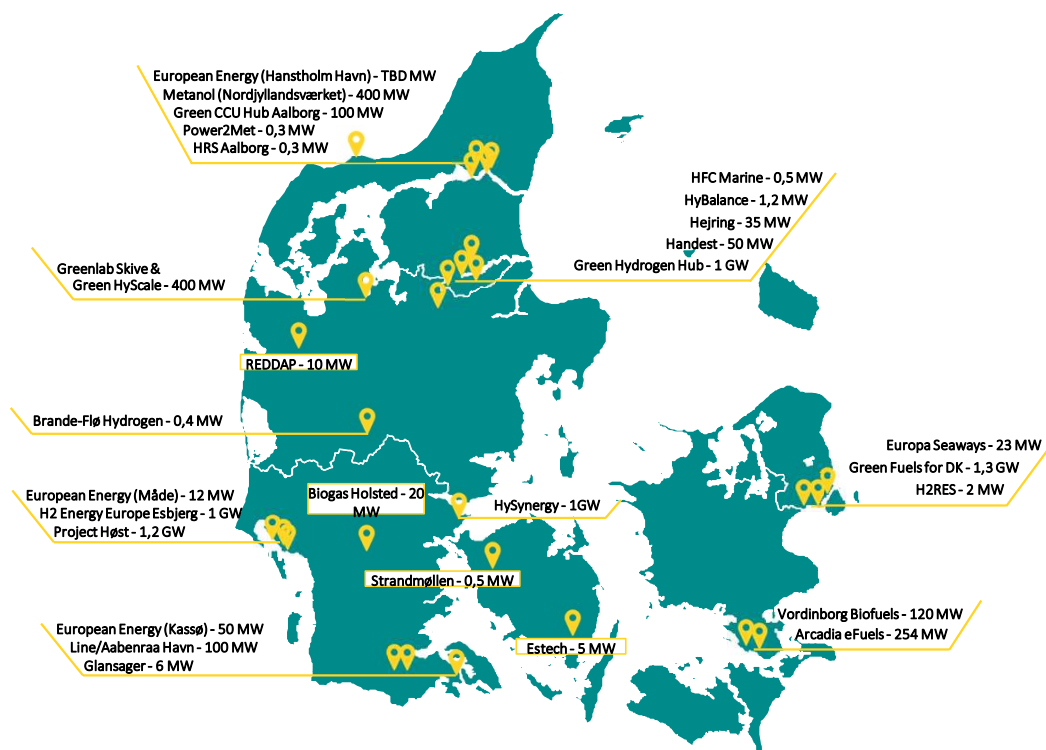 European Energy (Hanstholm Havn) - TBD MW
Metanol (Nordjyllandsværket) - 400 MW
Green CCU Hub Aalborg - 100 MW
Power2Met - 0,3 MW
HRS Aalborg - 0,3 MW
HFC Marine - 0,5 MW
HyBalance - 1,2 MW
Hejring - 35 MW
Handest - 50 MW
Green Hydrogen Hub - 1 GW
Greenlab Skive &
Green HyScale - 400 MW
REDDAP - 10 MW
Brande-Flø Hydrogen - 0,4 MW
Europa Seaways - 23 MW
Green Fuels for DK - 1,3 GW
H2RES - 2 MW
European Energy (Måde) - 12 MW
H2 Energy Europe Esbjerg - 1 GW
Project Høst - 1,2 GW
Biogas Holsted - 20
MW
HySynergy - 1GW
Strandmøllen - 0,5 MW
European Energy (Kassø) - 50 MW
Line/Aabenraa Havn - 100 MW
Glansager - 6 MW
Estech - 5 MW
Vordinborg Biofuels - 120 MW
Arcadia eFuels - 254 MW